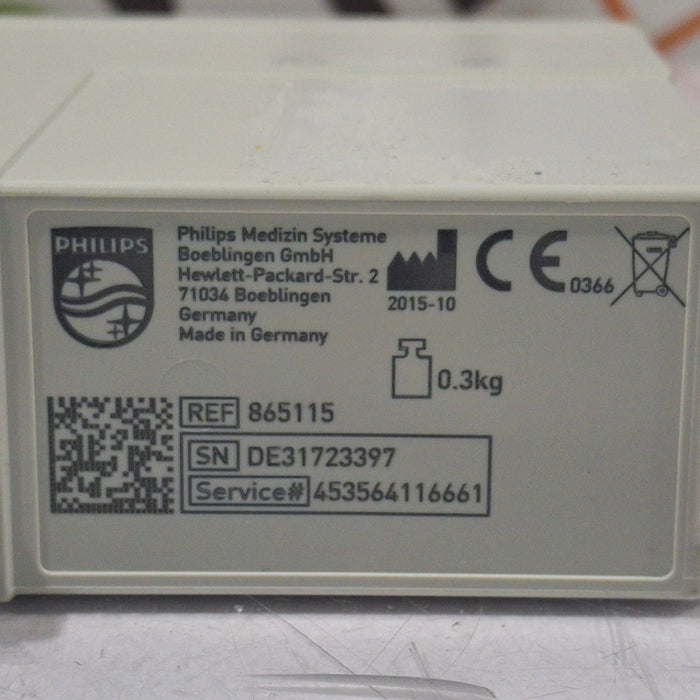 PHILIPS
Philips Medizin Systeme
Boeblingen GmbH
Hewlett-Packard-Str. 2
71034 Boeblingen
Germany
Made in Germany
2015-10
CE 0366
0.3kg
REF 865115
SN DE31723397
Service# 453564116661